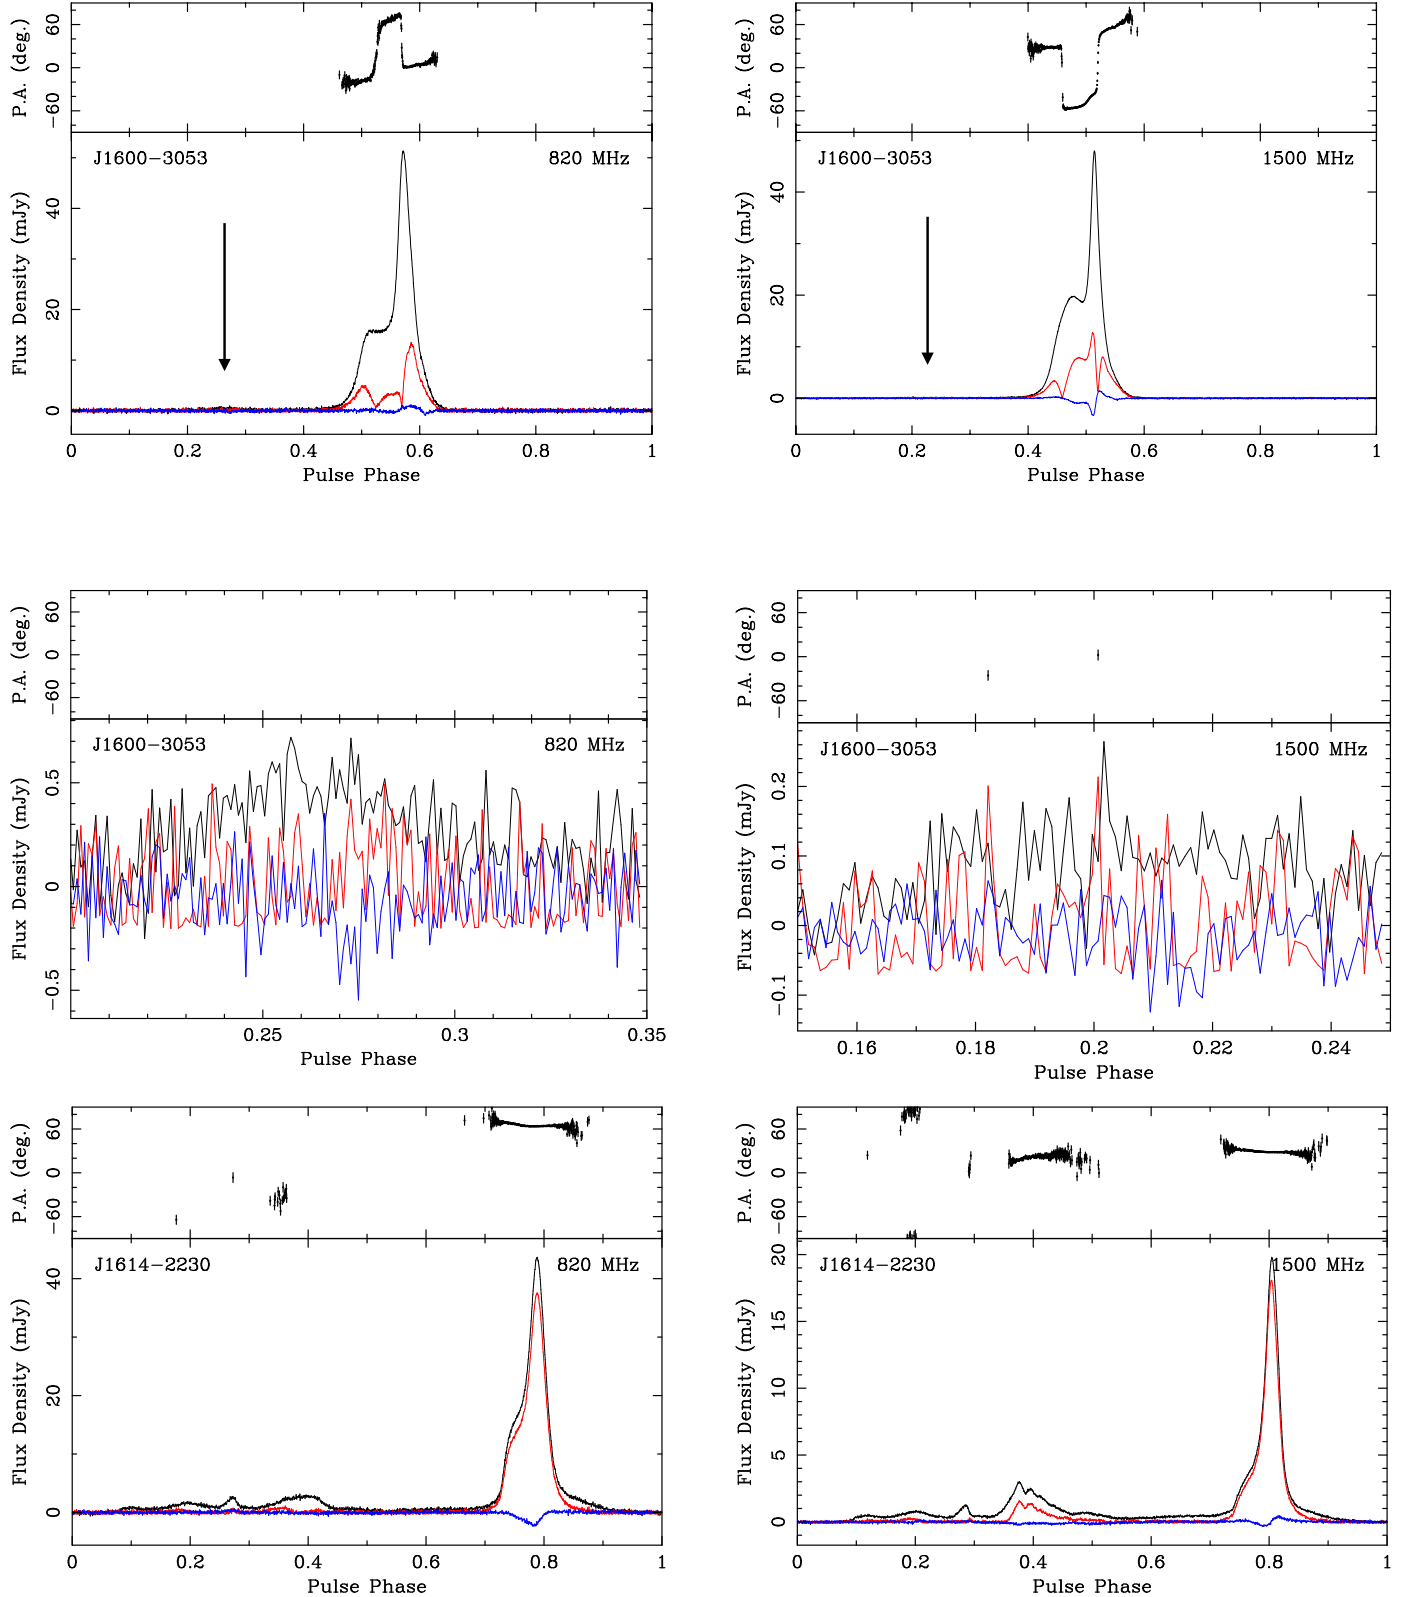 P.A. (deg.)
60
0
−60
J1600−3053
820 MHz
Flux Density (mJy)
40
20
0
0
0.2
0.4
0.6
0.8
1
Pulse Phase
P.A. (deg.)
60
0
−60
J1600−3053
1500 MHz
Flux Density (mJy)
40
20
0
0
0.2
0.4
0.6
0.8
1
Pulse Phase
P.A. (deg.)
60
0
−60
J1600−3053
820 MHz
Flux Density (mJy)
0.5
0
−0.5
0.25
0.3
0.35
Pulse Phase
P.A. (deg.)
60
0
−60
J1600−3053
1500 MHz
Flux Density (mJy)
0.2
0.1
0
−0.1
0.16
0.18
0.2
0.22
0.24
Pulse Phase
P.A. (deg.)
60
0
−60
J1614−2230
820 MHz
Flux Density (mJy)
40
20
0
0
0.2
0.4
0.6
0.8
1
Pulse Phase
P.A. (deg.)
60
0
−60
J1614−2230
1500 MHz
Flux Density (mJy)
20
15
10
5
0
0
0.2
0.4
0.6
0.8
1
Pulse Phase